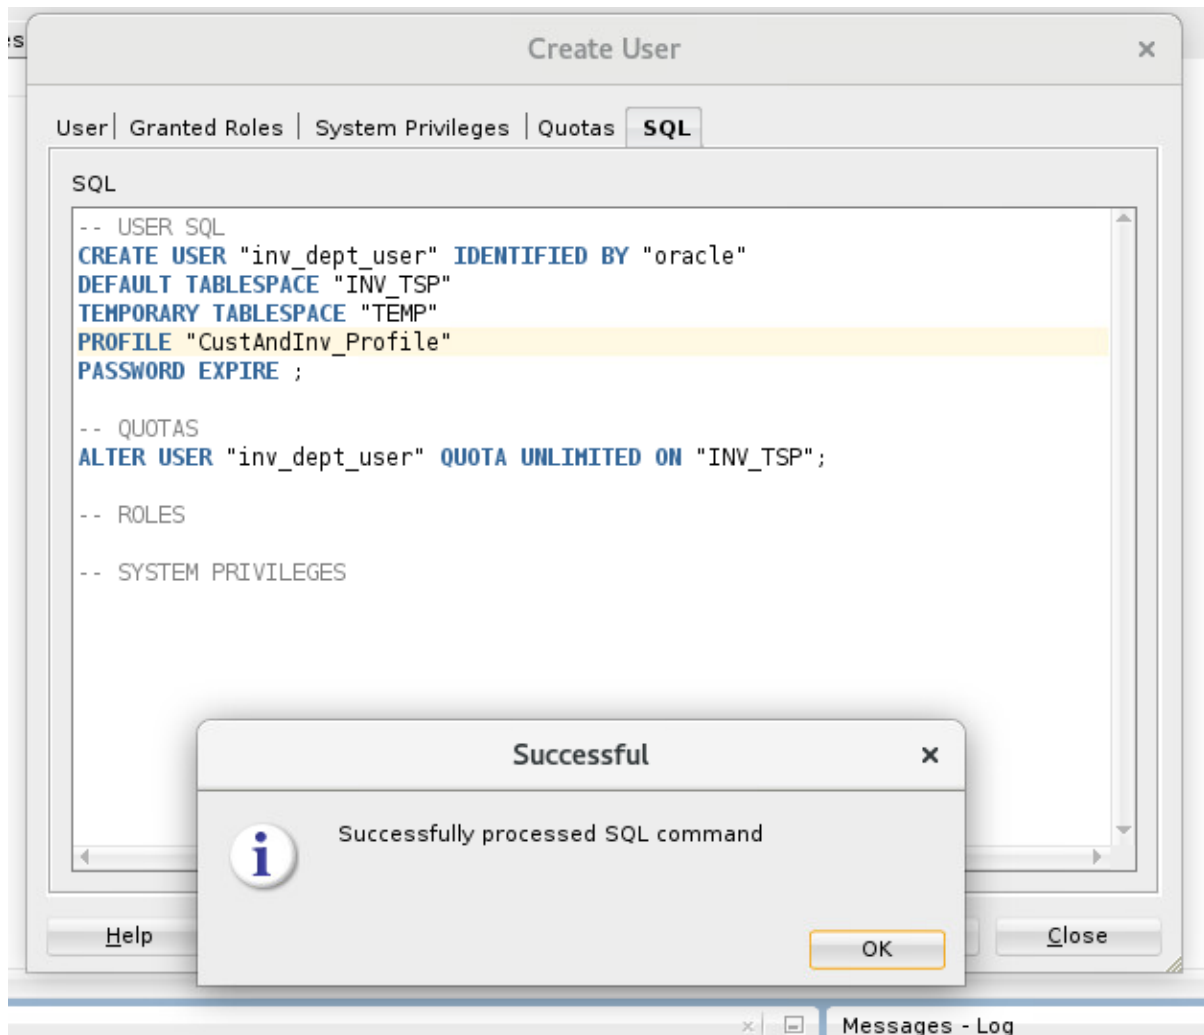 es
Create User
User Granted Roles System Privileges Quotas SQL
SQL
-- USER SQL
CREATE USER "inv_dept_user" IDENTIFIED BY "oracle"
DEFAULT TABLESPACE "INV_TSP"
TEMPORARY TABLESPACE "TEMP"
PROFILE "CustAndInv_Profile"
PASSWORD EXPIRE ;
-- QUOTAS
ALTER USER "inv_dept_user" QUOTA UNLIMITED ON "INV_TSP";
-- ROLES
-- SYSTEM PRIVILEGES
Successful
Successfully processed SQL command
OK
Help
Close
Messages - Log